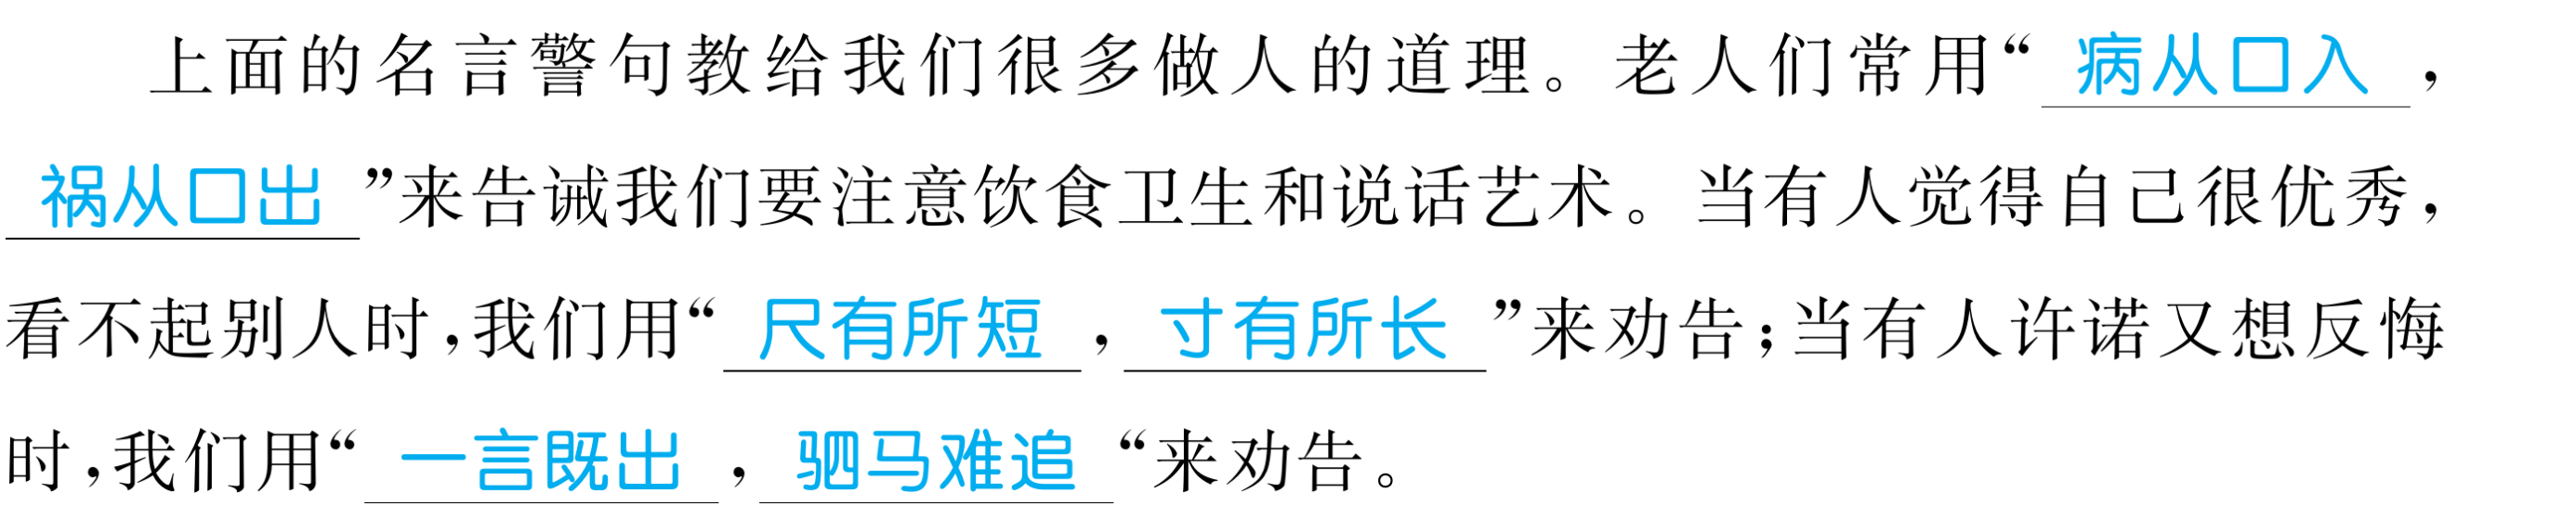 上面的名言警句教给我们很多做人的道理。老人们常用“病从口入，
祸从口出”来告诫我们要注意饮食卫生和说话艺术。当有人觉得自己很优秀，
看不起别人时，我们用“尺有所短，寸有所长”来劝告；当有人许诺又想反悔
时，我们用“一言既出，驷马难追“来劝告。